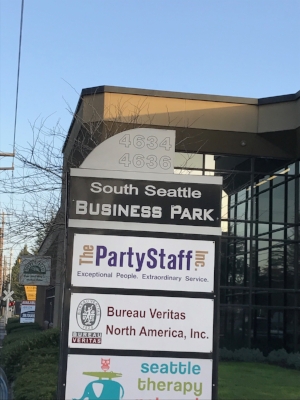 4634
4636
South Seattle
BUSINESS PARK
The PartyStaff Inc.
Exceptional People. Extraordinary Service.
BUREAU
VERITAS
Bureau Veritas
North America, Inc.
seattle
therapy